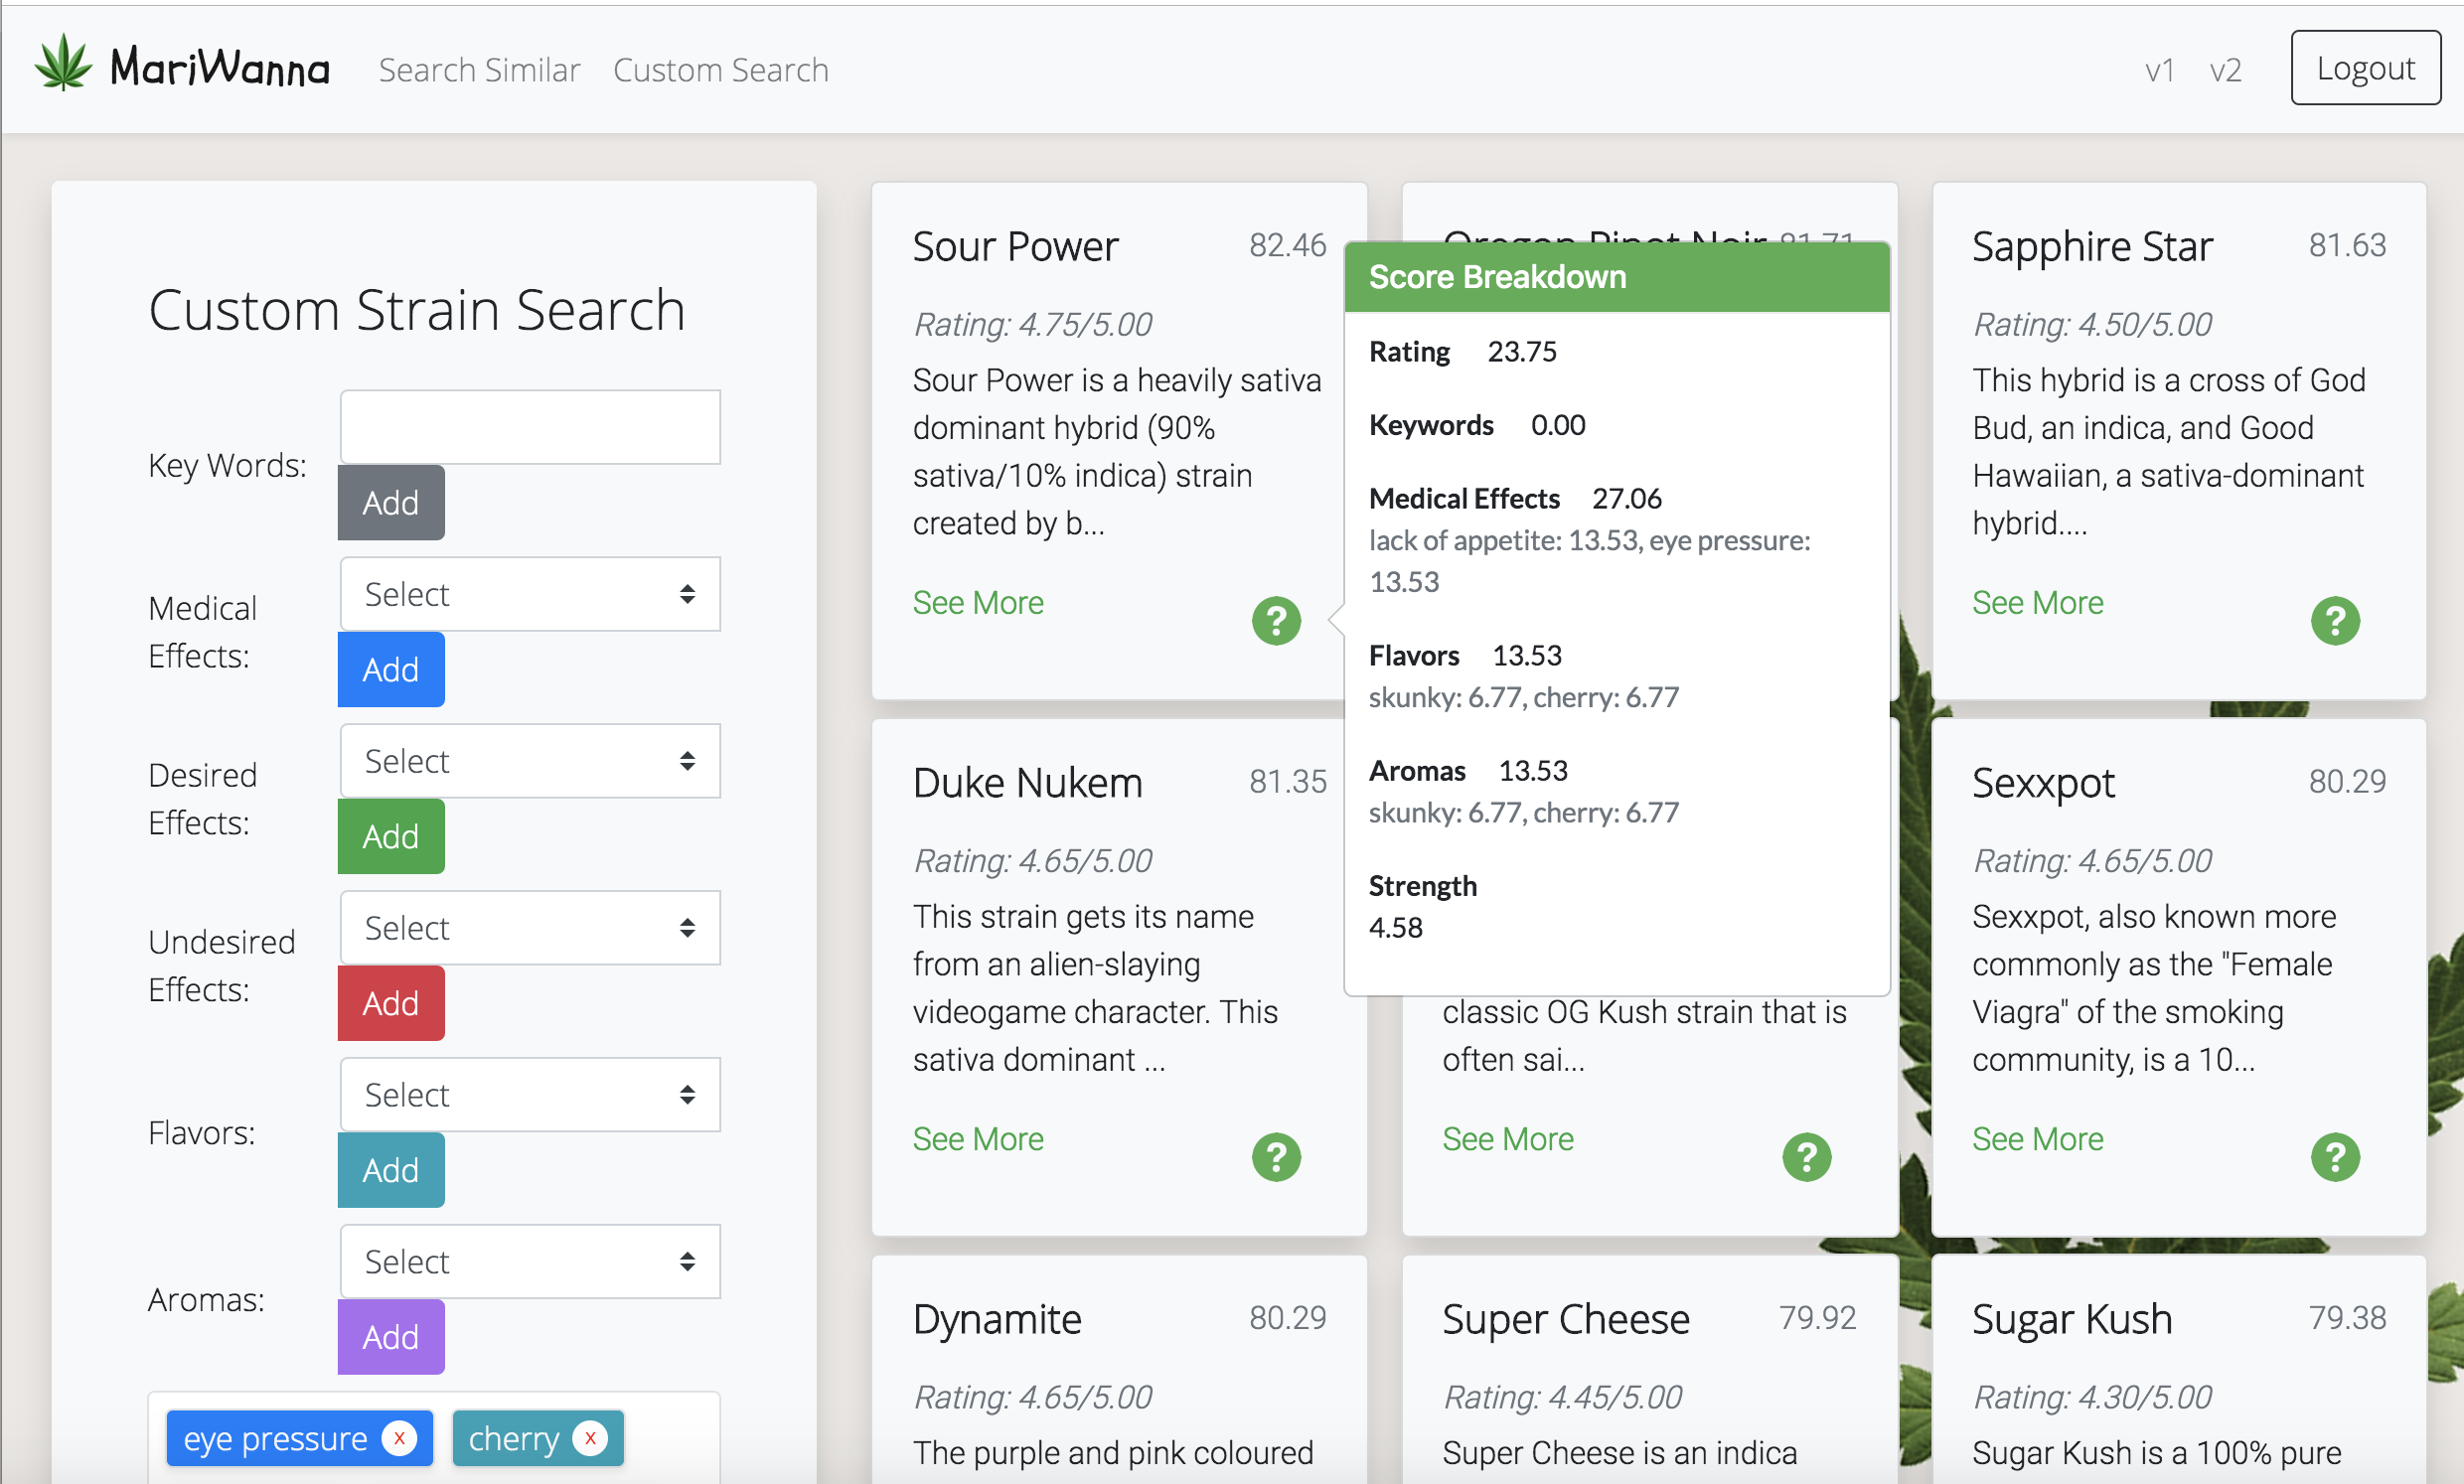 MariWanna
Search Similar
Custom Search
v1
v2
Logout
Custom Strain Search
Key Words:
Add
Medical
Effects:
Select
Add
Desired
Effects:
Select
Add
Undesired
Effects:
Select
Add
Flavors:
Select
Add
Aromas:
Select
Add
eye pressure x
cherry x
Sour Power 82.46
Rating: 4.75/5.00
Sour Power is a heavily sativa
dominant hybrid (90%
sativa/10% indica) strain
created by b...
See More
?
Oregon Pinot Noir 81.71
Score Breakdown
Rating 23.75
Keywords 0.00
Medical Effects 27.06
lack of appetite: 13.53, eye pressure:
13.53
Flavors 13.53
skunky: 6.77, cherry: 6.77
Aromas 13.53
skunky: 6.77, cherry: 6.77
Strength
4.58
Sapphire Star 81.63
Rating: 4.50/5.00
This hybrid is a cross of God
Bud, an indica, and Good
Hawaiian, a sativa-dominant
hybrid....
See More
?
Duke Nukem 81.35
Rating: 4.65/5.00
This strain gets its name
from an alien-slaying
videogame character. This
sativa dominant ...
See More
?
classic OG Kush strain that is
often sai...
See More
?
Sexxpot 80.29
Rating: 4.65/5.00
Sexxpot, also known more
commonly as the "Female
Viagra" of the smoking
community, is a 10...
See More
?
Dynamite 80.29
Rating: 4.65/5.00
The purple and pink coloured
Super Cheese 79.92
Rating: 4.45/5.00
Super Cheese is an indica
Sugar Kush 79.38
Rating: 4.30/5.00
Sugar Kush is a 100% pure